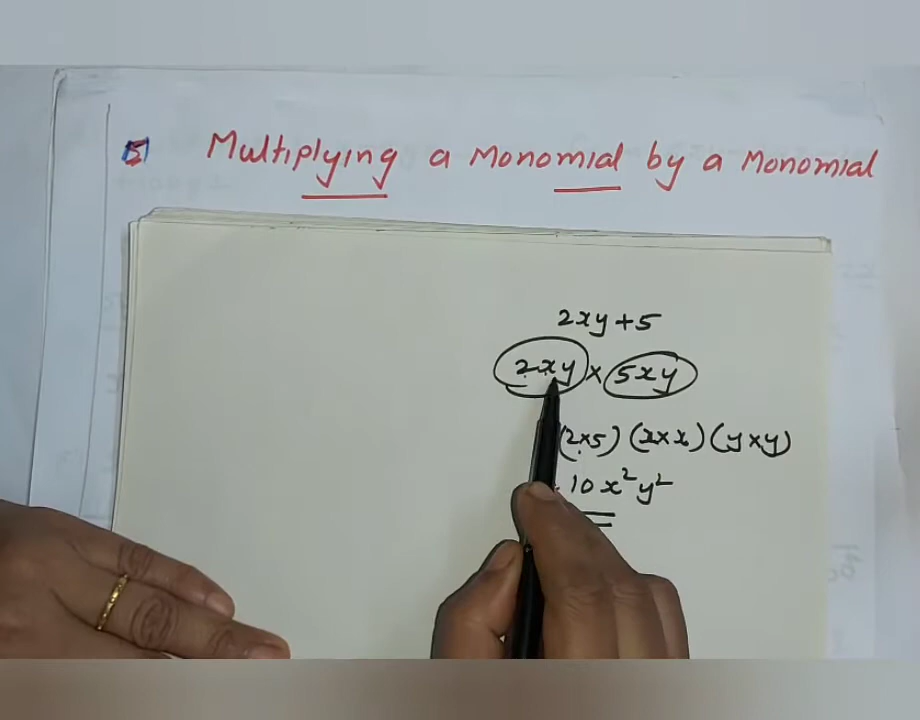 5 Multiplying a Monomial by a Monomial
2xy+5
2xy × 5xy
(2×5) (x×x) (y×y)
10x²y²